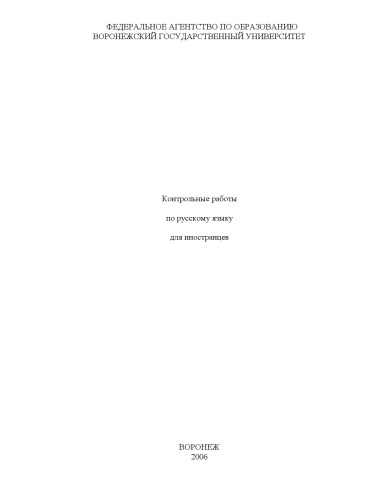 ФЕДЕРАЛЬНОЕ АГЕНТСТВО ПО ОБРАЗОВАНИЮ
ВОРОНЕЖСКИЙ ГОСУДАРСТВЕННЫЙ УНИВЕРСИТЕТ
Контрольные работы
по русскому языку
для иностранцев
ВОРОНЕЖ
2006